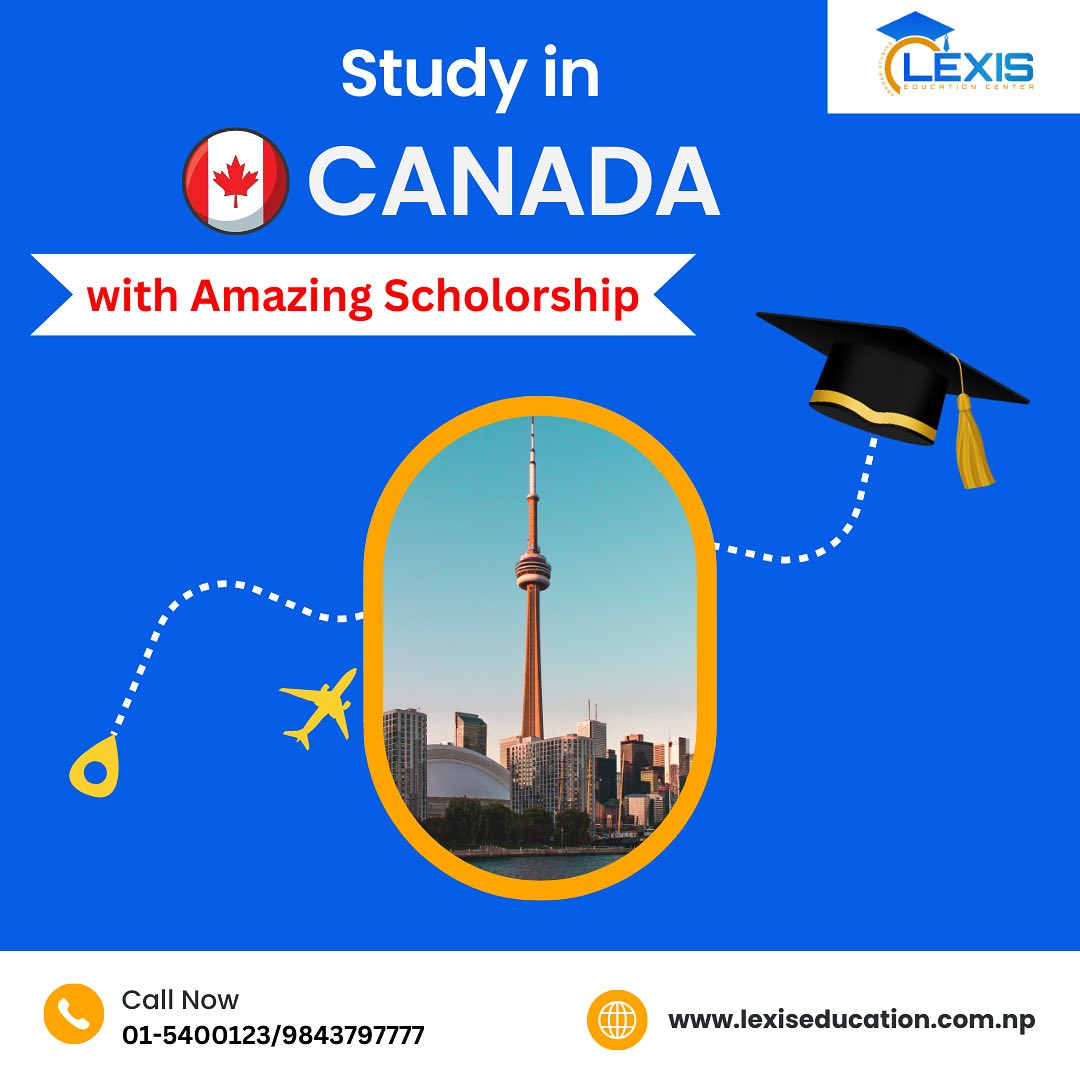 Study in
LEXIS
EDUCATION CENTER
CANADA
with Amazing Scholorship
Call Now
01-5400123/9843797777
www.lexiseducation.com.np